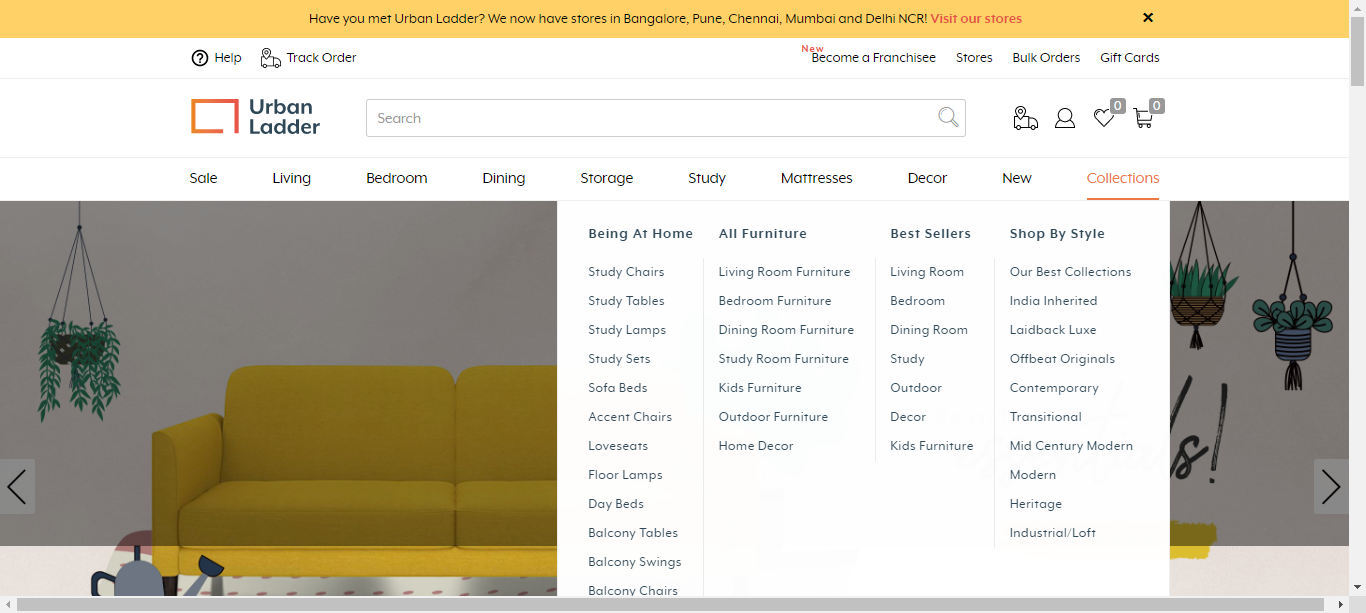 Have you met Urban Ladder? We now have stores in Bangalore, Pune, Chennai, Mumbai and Delhi NCR! Visit our stores
Help
Track Order
New
Become a Franchisee
Stores
Bulk Orders
Gift Cards
Urban
Ladder
Search
0
0
Sale
Living
Bedroom
Dining
Storage
Study
Mattresses
Decor
New
Collections
Being At Home
Study Chairs
Study Tables
Study Lamps
Study Sets
Sofa Beds
Accent Chairs
Loveseats
Floor Lamps
Day Beds
Balcony Tables
Balcony Swings
Balcony Chairs
All Furniture
Living Room Furniture
Bedroom Furniture
Dining Room Furniture
Study Room Furniture
Kids Furniture
Outdoor Furniture
Home Decor
Best Sellers
Living Room
Bedroom
Dining Room
Study
Outdoor
Decor
Kids Furniture
Shop By Style
Our Best Collections
India Inherited
Laidback Luxe
Offbeat Originals
Contemporary
Transitional
Mid Century Modern
Modern
Heritage
Industrial/Loft